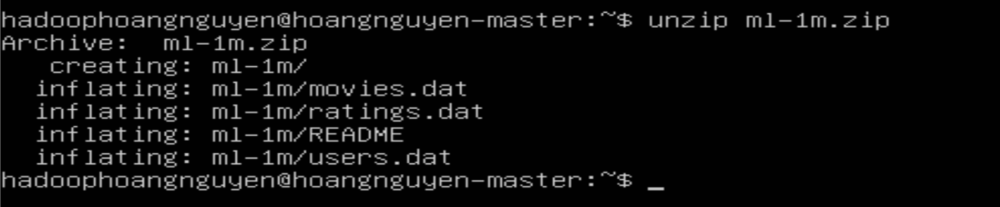 hadoophoangnguyen@hoangnguyen-master:~$ unzip ml-1m.zip
Archive:  ml-1m.zip
   creating: ml-1m/
  inflating: ml-1m/movies.dat
  inflating: ml-1m/ratings.dat
  inflating: ml-1m/README
  inflating: ml-1m/users.dat
hadoophoangnguyen@hoangnguyen-master:~$ _